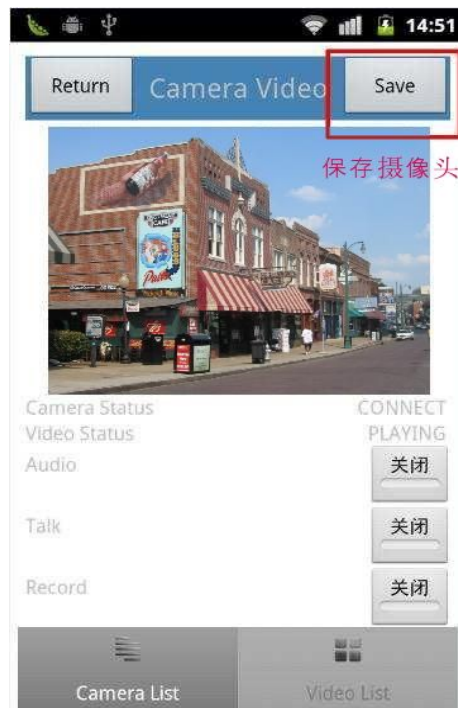 14:51
Return Camera Video Save
保存摄像头
Camera Status CONNECT
Video Status PLAYING
Audio 关闭
Talk 关闭
Record 关闭
Camera List Video List